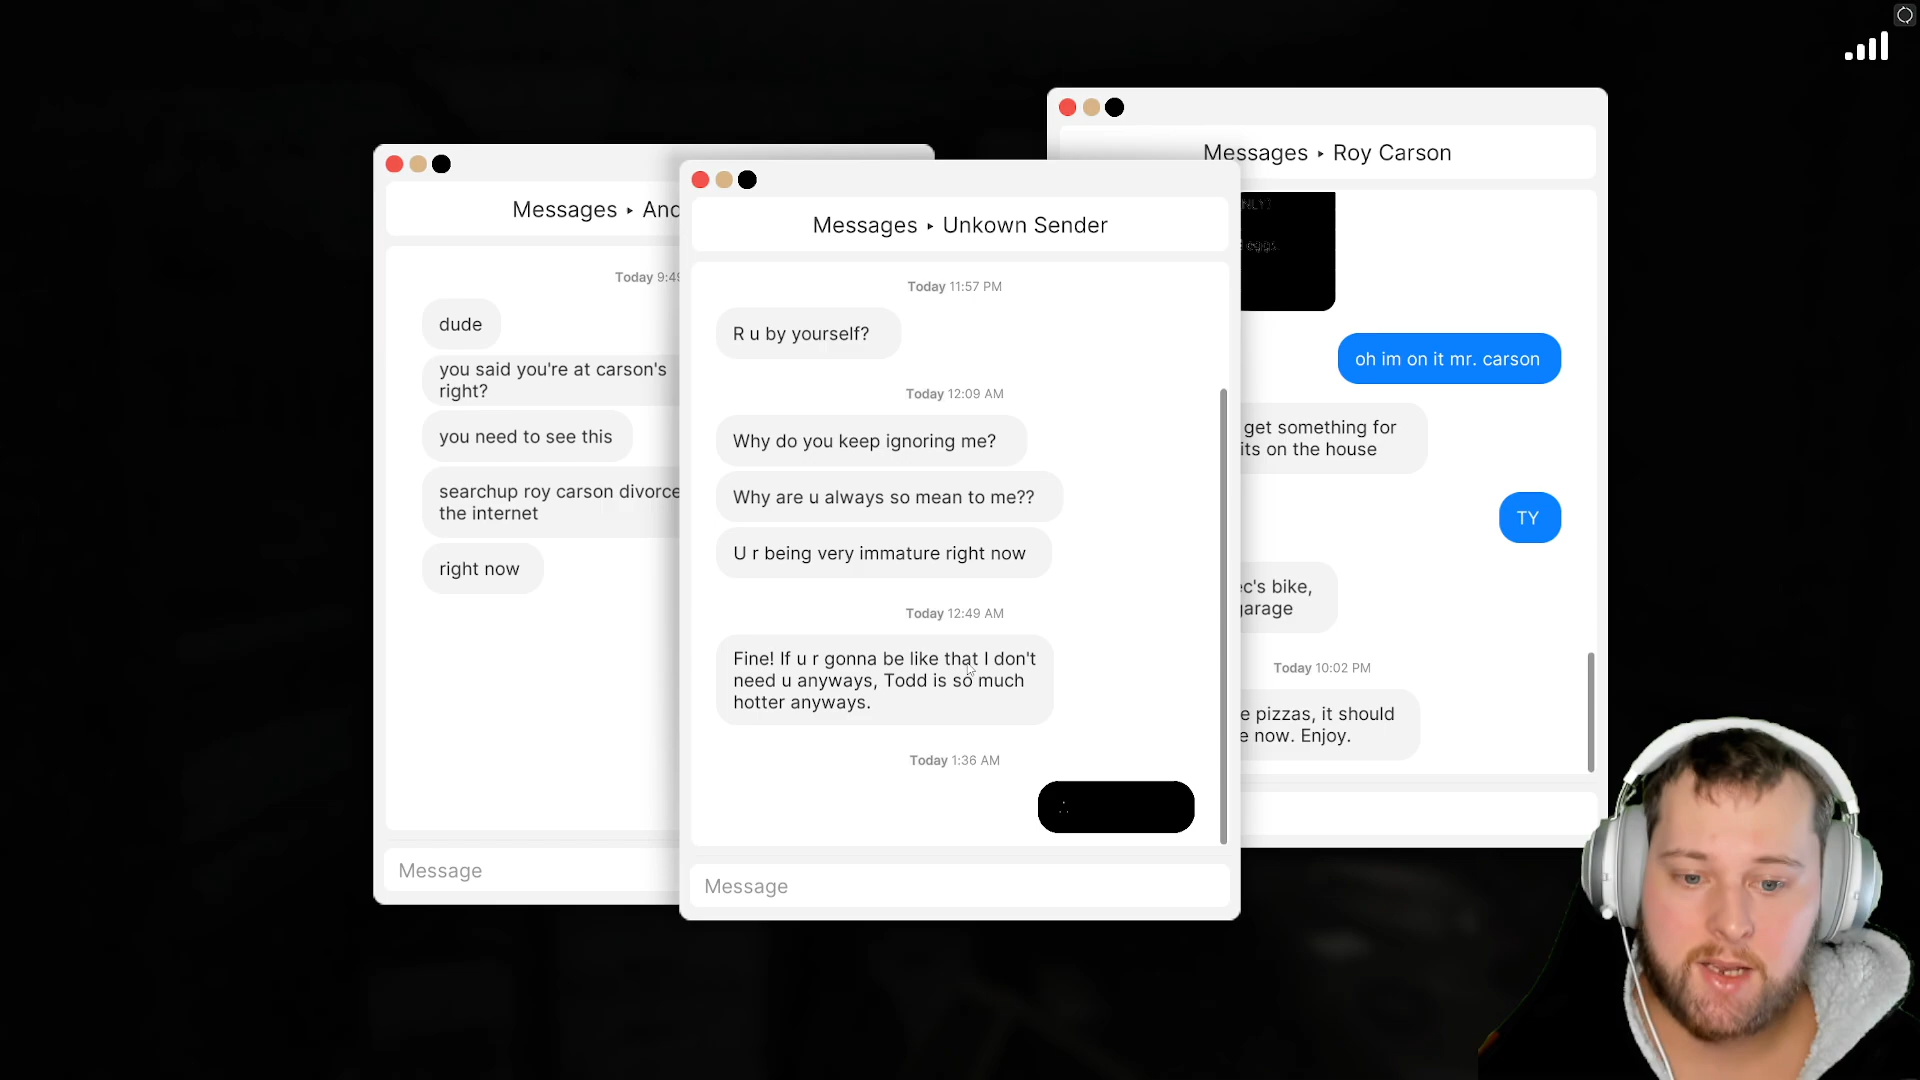 Messages ▸ And
Today 9:49
dude
you said you're at carson's
right?
you need to see this
searchup roy carson divorce
the internet
right now
Message
Messages ▸ Unkown Sender
Today 11:57 PM
R u by yourself?
Today 12:09 AM
Why do you keep ignoring me?
Why are u always so mean to me??
U r being very immature right now
Today 12:49 AM
Fine! If u r gonna be like that I don't
need u anyways, Todd is so much
hotter anyways.
Today 1:36 AM
Message
Messages ▸ Roy Carson
eggs
oh im on it mr. carson
get something for
its on the house
TY
bike,
garage
Today 10:02 PM
pizzas, it should
now. Enjoy.